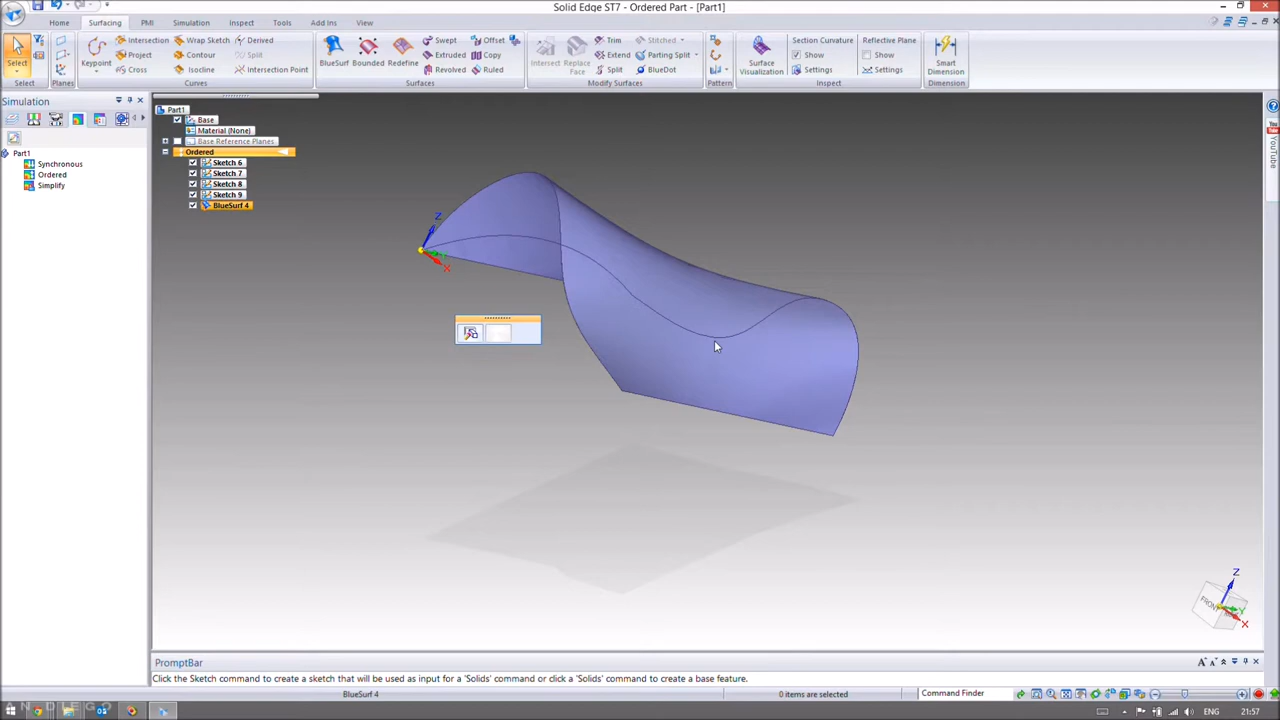 Solid Edge ST7 - Ordered Part - [Part1]
Home Surfacing PMI Simulation Inspect Tools Add Ins View
Intersection Wrap Sketch Derived Swept Offset Trim Stitched Section Curvature Reflective Plane
Project Contour Split Extruded Copy Extend Parting Split Show Show
Select Keypoint Cross Isocline Intersection Point BlueSurf Bounded Redefine Revolved Ruled Intersect Replace Face Split BlueDot Surface Visualization Settings Settings Smart Dimension
Select Planes Curves Surfaces Modify Surfaces Pattern Inspect Dimension
Simulation
Part1
Synchronous
Ordered
Simplify
Part1
Base
Material (None)
Base Reference Planes
Ordered
Sketch 6
Sketch 7
Sketch 8
Sketch 9
BlueSurf 4
Z
X
YouTube
Z
FRONT
Y
X
PromptBar
Click the Sketch command to create a sketch that will be used as input for a 'Solids' command or click a 'Solids' command to create a base feature.
BlueSurf 4 0 items are selected Command Finder
ENG 21:57